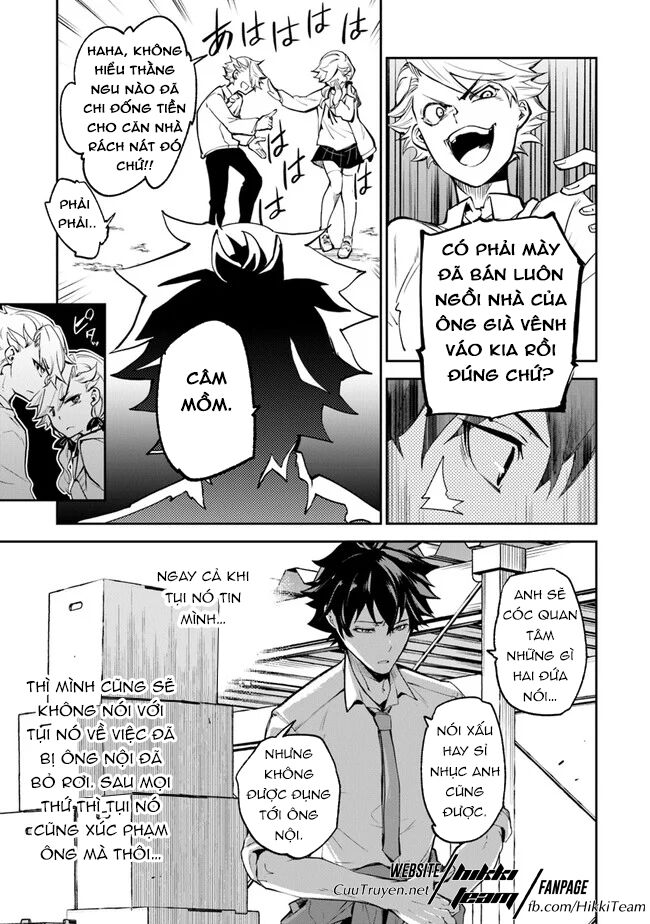 CÓ PHẢI MÀY
ĐÃ BÁN LUÔN
NGỒI NHÀ CỦA
ÔNG GIÀ VÊNH
VÁO KIA RỒI
ĐÚNG CHỨ?
あはははは
HAHA, KHÔNG
HIỂU THẰNG
NGU NÀO ĐÃ
CHI ĐỐNG TIỀN
CHO CĂN NHÀ
RÁCH NÁT ĐÓ
CHỨ!!
ははは
PHẢI
PHẢI..
CÂM
MỒM.
ピタッ
ANH SẼ
CÓC QUAN
TÂM
NHỮNG GÌ
HAI ĐỨA
NÓI...
NÓI XẤU
HAY SỈ
NHỤC ANH
CŨNG
ĐƯỢC.
NHƯNG
KHÔNG
ĐƯỢC ĐỤNG
TỚI ÔNG
NỘI.
NGAY CẢ KHI
TỤI NÓ TIN
MÌNH...
THÌ MÌNH CŨNG SẼ
KHÔNG NÓI VỚI
TỤI NÓ VỀ VIỆC ĐÃ
BỊ ÔNG NỘI ĐÃ
BỎ RƠI. SAU MỌI
THỨ THÌ TỤI NÓ
CŨNG XÚC PHẠM
ÔNG MÀ THÔI...
WEBSITE
CuuTruyen.net
hikki
team
FANPAGE
fb.com/HikkiTeam